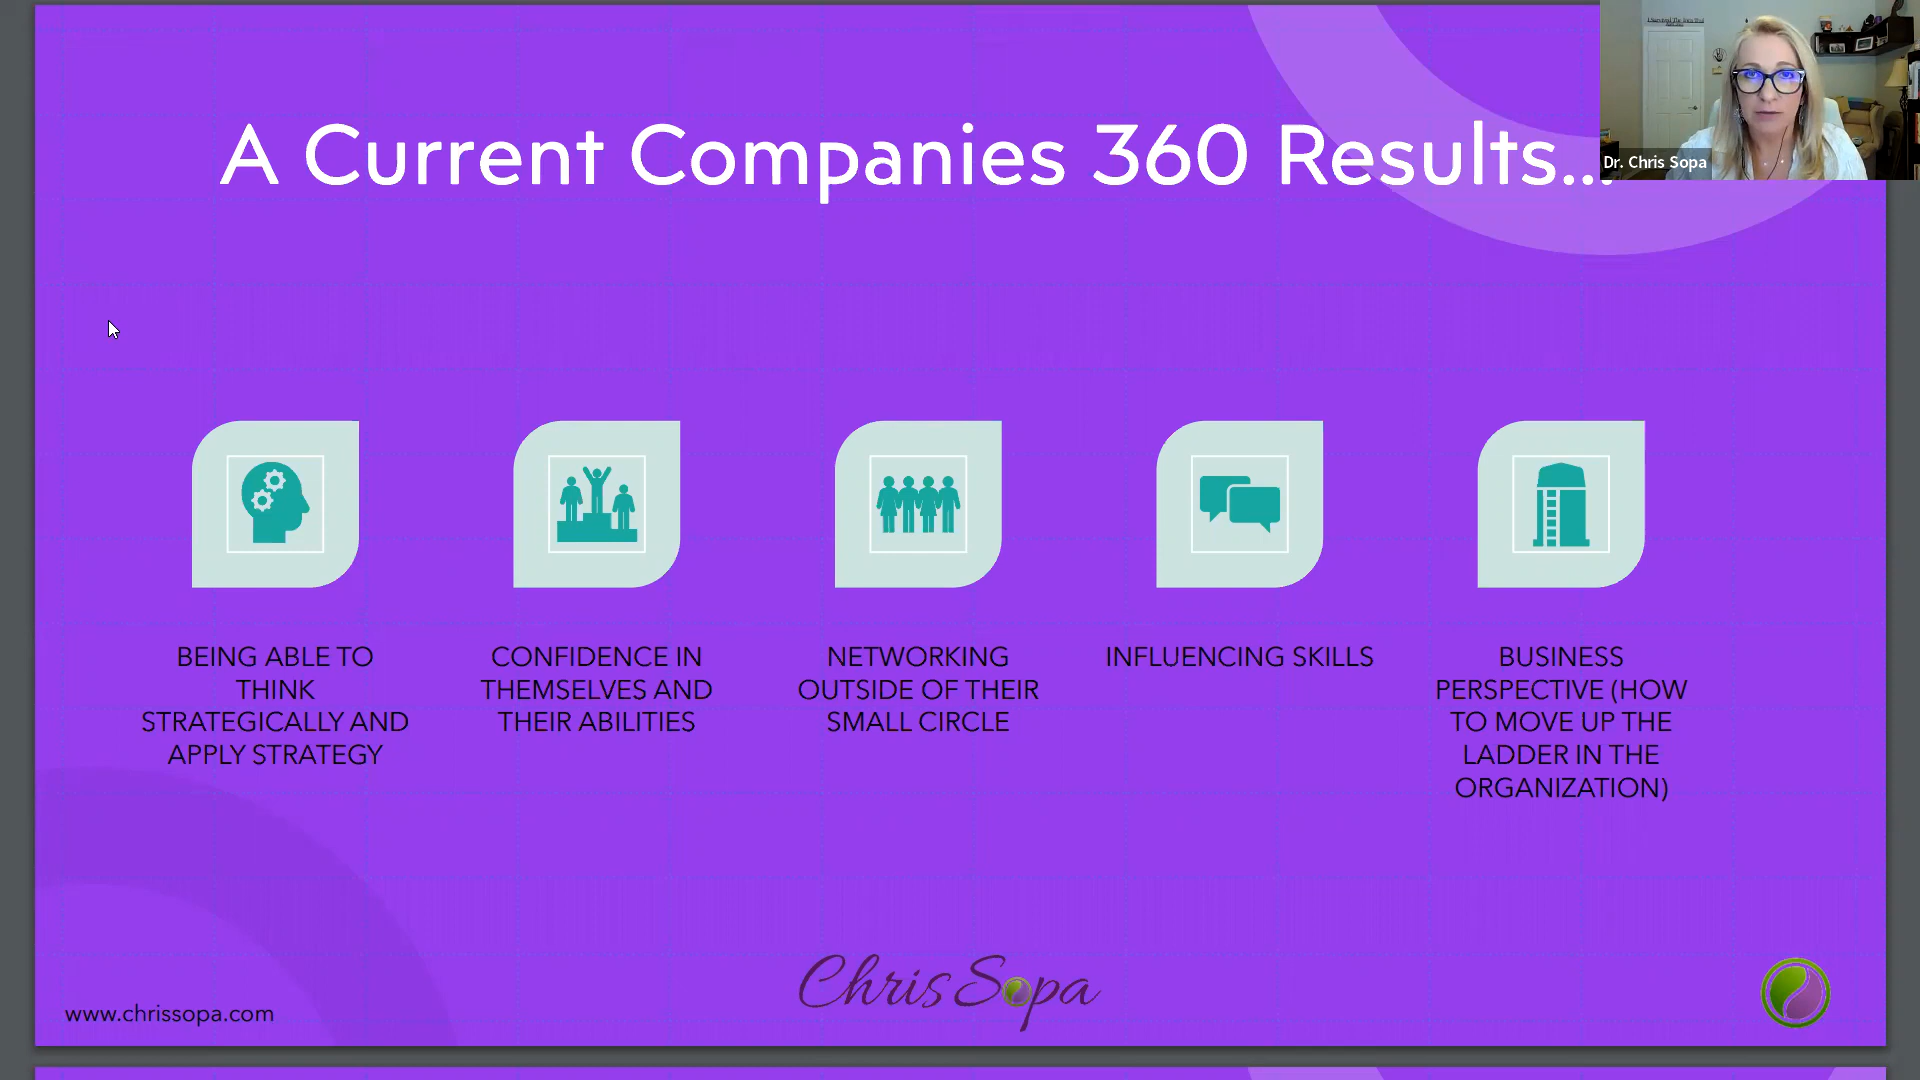 A Current Companies 360 Results...
Dr. Chris Sopa
BEING ABLE TO
THINK
STRATEGICALLY AND
APPLY STRATEGY
CONFIDENCE IN
THEMSELVES AND
THEIR ABILITIES
NETWORKING
OUTSIDE OF THEIR
SMALL CIRCLE
INFLUENCING SKILLS
BUSINESS
PERSPECTIVE (HOW
TO MOVE UP THE
LADDER IN THE
ORGANIZATION)
www.chrissopa.com
Chris Sopa